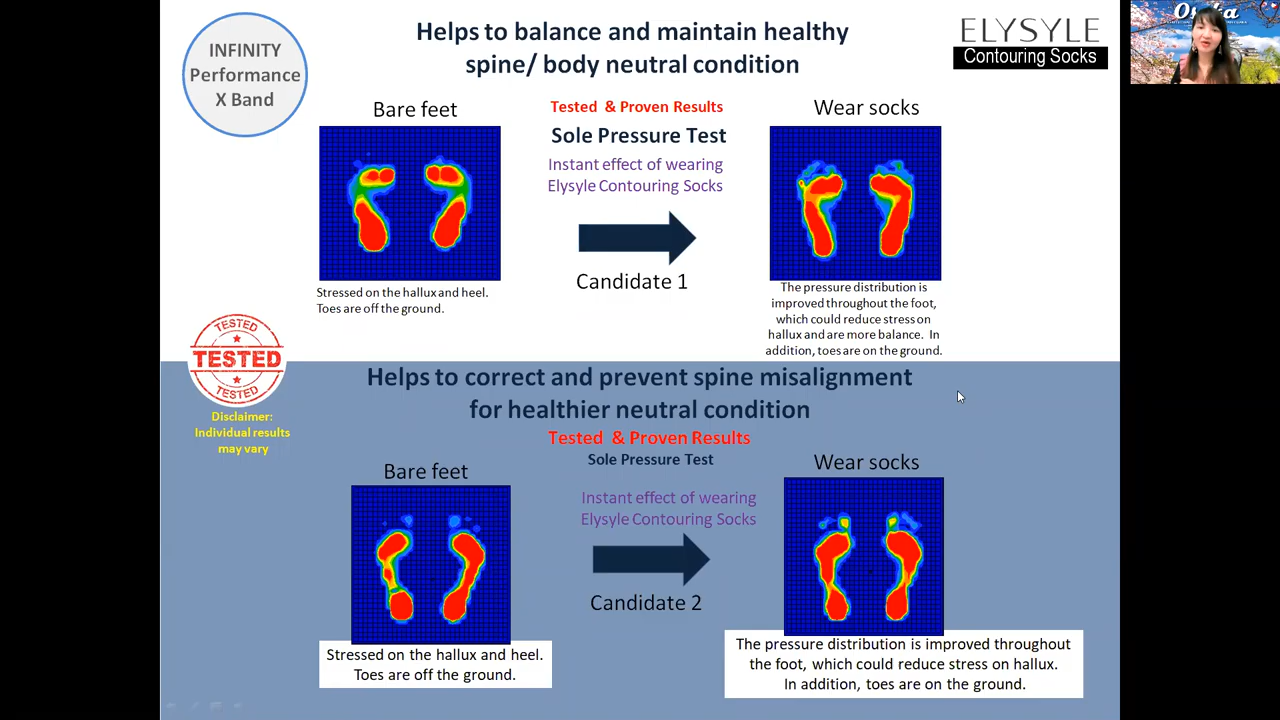 INFINITY
Performance
X Band
Helps to balance and maintain healthy
spine/ body neutral condition
ELYSYLE
Contouring Socks
Osaka
Bare feet
Tested & Proven Results
Sole Pressure Test
Instant effect of wearing
Elysyle Contouring Socks
Wear socks
Candidate 1
Stressed on the hallux and heel.
Toes are off the ground.
The pressure distribution is
improved throughout the foot,
which could reduce stress on
hallux and are more balance. In
addition, toes are on the ground.
TESTED
TESTED
TESTED
Disclaimer:
Individual results
may vary
Helps to correct and prevent spine misalignment
for healthier neutral condition
Tested & Proven Results
Sole Pressure Test
Bare feet
Instant effect of wearing
Elysyle Contouring Socks
Wear socks
Candidate 2
Stressed on the hallux and heel.
Toes are off the ground.
The pressure distribution is improved throughout
the foot, which could reduce stress on hallux.
In addition, toes are on the ground.